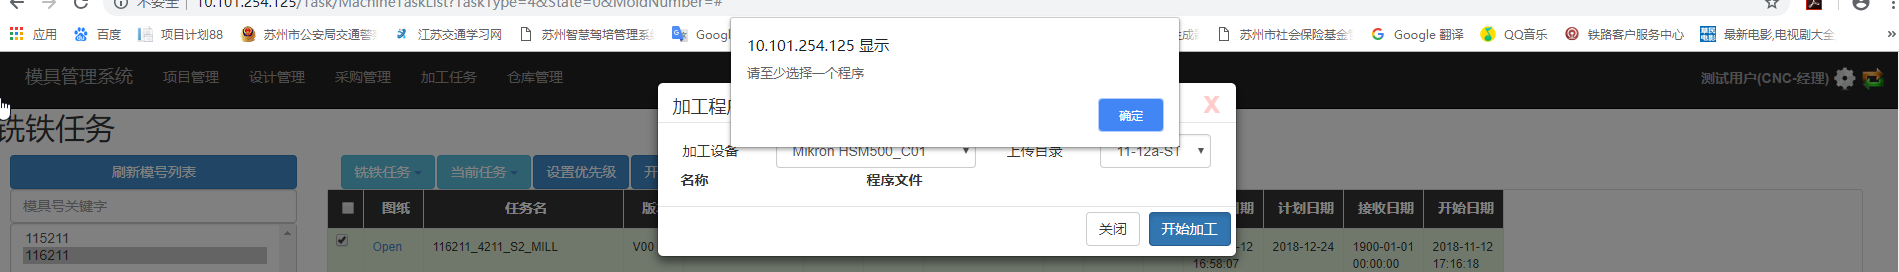 不安全 | 10.101.254.125/Task/MachineTaskList?TaskType=4&State=0&MoldNumber=#
应用 百度 项目计划88 苏州市公安局交通警 江苏交通学习网 苏州智慧驾培管理系 Goog 苏州市社会保险基金 Google 翻译 QQ音乐 铁路客户服务中心 最新电影,电视剧大全 »
10.101.254.125 显示
请至少选择一个程序
确定
模具管理系统 项目管理 设计管理 采购管理 加工任务 仓库管理 测试用户(CNC-经理)
加工程 X
铣铁任务
加工设备 Mikron HSM500_C01 上传目录 11-12a-S1
刷新模号列表 铣铁任务 当前任务 设置优先级 开
名称 程序文件
模具号关键字
图纸 任务名 版 日期 计划日期 接收日期 开始日期
关闭 开始加工
115211
116211
Open 116211_4211_S2_MILL V00 -12 16:58:07 2018-12-24 1900-01-01 00:00:00 2018-11-12 17:16:18